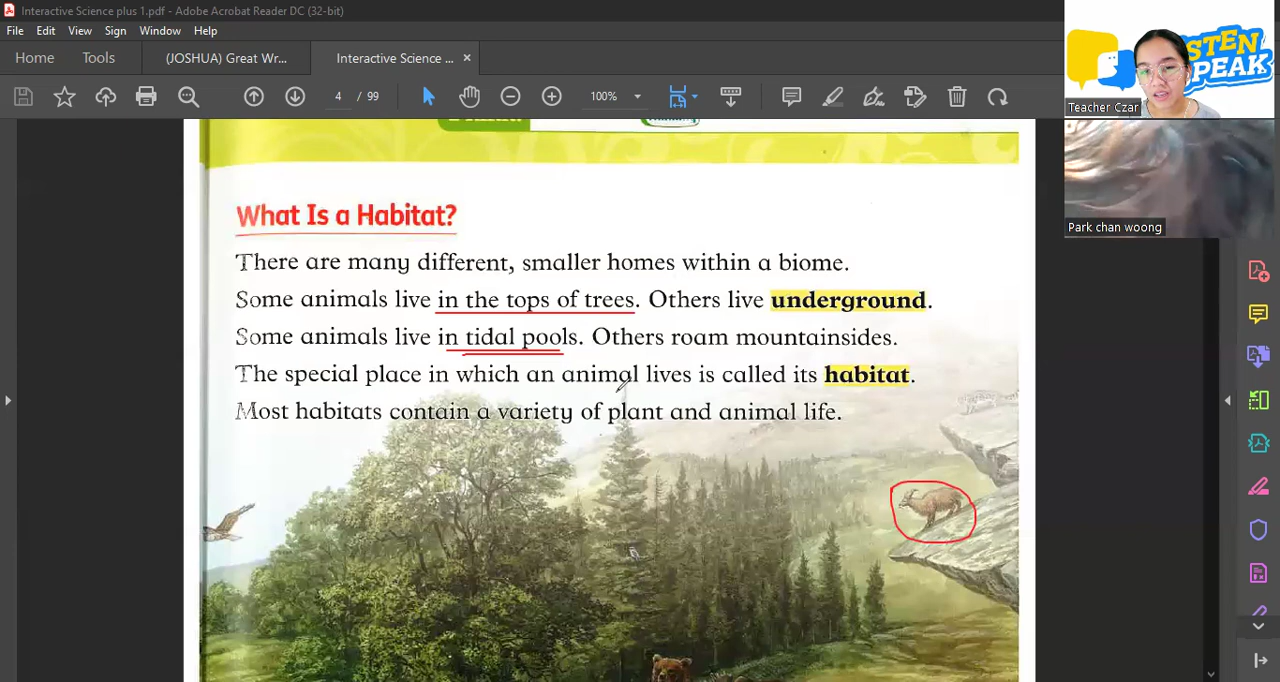 Interactive Science plus 1.pdf - Adobe Acrobat Reader DC (32-bit)
File Edit View Sign Window Help
Home Tools (JOSHUA) Great Wr... Interactive Science ... ×
4 / 99 100%
STEN
PEAK
Teacher Czar
Park chan woong
What Is a Habitat?
There are many different, smaller homes within a biome.
Some animals live in the tops of trees. Others live underground.
Some animals live in tidal pools. Others roam mountainsides.
The special place in which an animal lives is called its habitat.
Most habitats contain a variety of plant and animal life.